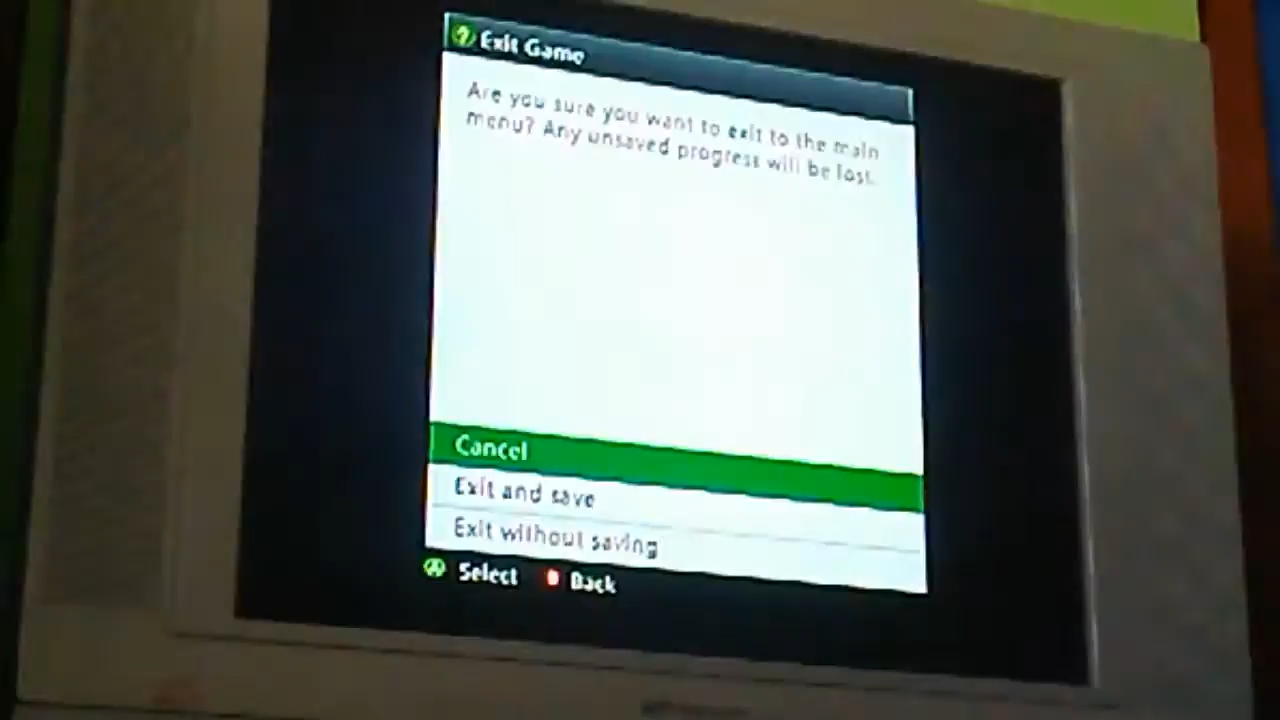 Exit Game
Are you sure you want to exit to the main
menu? Any unsaved progress will be lost.
Cancel
Exit and save
Exit without saving
A Select B Back